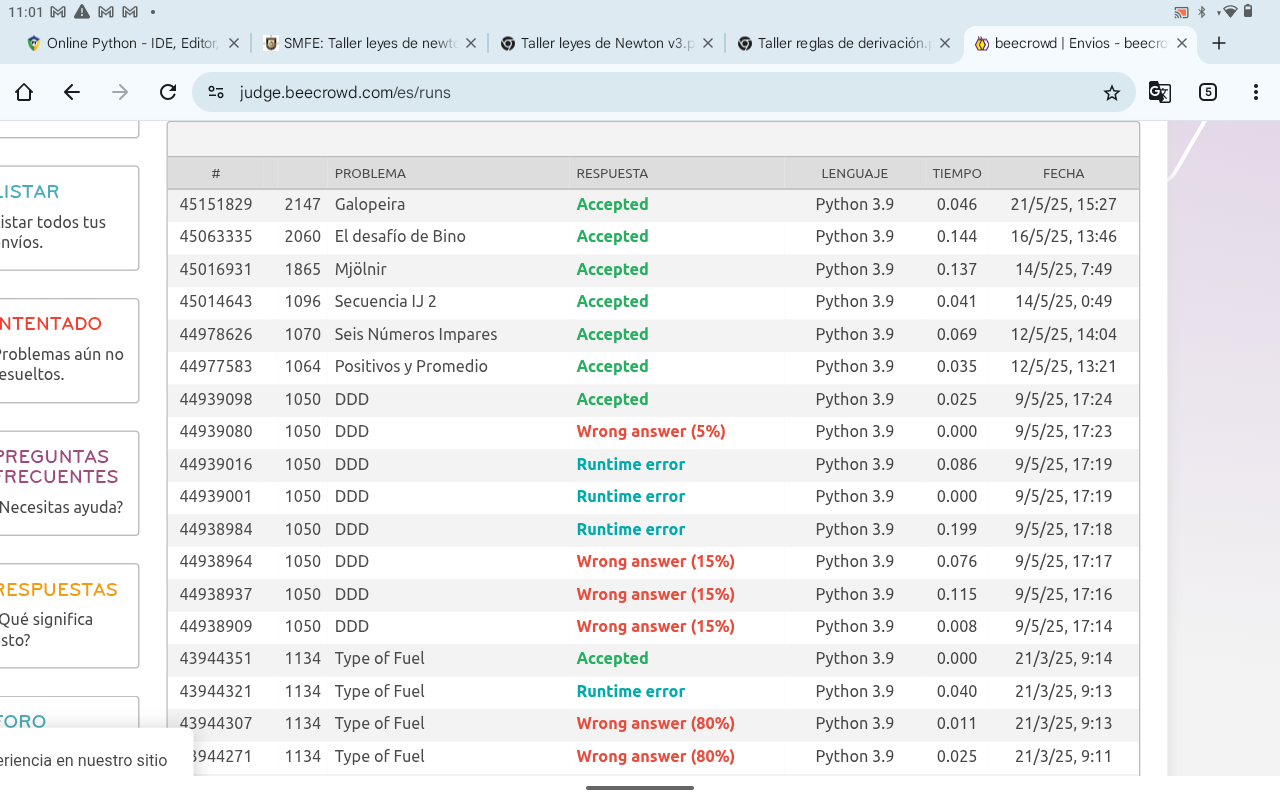 11:01
Online Python - IDE, Editor,
SMFE: Taller leyes de newto
Taller leyes de Newton v3.p
Taller reglas de derivación.p
beecrowd | Envios - beecro
judge.beecrowd.com/es/runs
5
LISTAR
istar todos tus
nvíos.
NTENTADO
Problemas aún no
esueltos.
PREGUNTAS
FRECUENTES
Necesitas ayuda?
RESPUESTAS
Qué significa
sto?
FORO
eriencia en nuestro sitio
# PROBLEMA RESPUESTA LENGUAJE TIEMPO FECHA
45151829 2147 Galopeira Accepted Python 3.9 0.046 21/5/25, 15:27
45063335 2060 El desafío de Bino Accepted Python 3.9 0.144 16/5/25, 13:46
45016931 1865 Mjölnir Accepted Python 3.9 0.137 14/5/25, 7:49
45014643 1096 Secuencia IJ 2 Accepted Python 3.9 0.041 14/5/25, 0:49
44978626 1070 Seis Números Impares Accepted Python 3.9 0.069 12/5/25, 14:04
44977583 1064 Positivos y Promedio Accepted Python 3.9 0.035 12/5/25, 13:21
44939098 1050 DDD Accepted Python 3.9 0.025 9/5/25, 17:24
44939080 1050 DDD Wrong answer (5%) Python 3.9 0.000 9/5/25, 17:23
44939016 1050 DDD Runtime error Python 3.9 0.086 9/5/25, 17:19
44939001 1050 DDD Runtime error Python 3.9 0.000 9/5/25, 17:19
44938984 1050 DDD Runtime error Python 3.9 0.199 9/5/25, 17:18
44938964 1050 DDD Wrong answer (15%) Python 3.9 0.076 9/5/25, 17:17
44938937 1050 DDD Wrong answer (15%) Python 3.9 0.115 9/5/25, 17:16
44938909 1050 DDD Wrong answer (15%) Python 3.9 0.008 9/5/25, 17:14
43944351 1134 Type of Fuel Accepted Python 3.9 0.000 21/3/25, 9:14
43944321 1134 Type of Fuel Runtime error Python 3.9 0.040 21/3/25, 9:13
43944307 1134 Type of Fuel Wrong answer (80%) Python 3.9 0.011 21/3/25, 9:13
3944271 1134 Type of Fuel Wrong answer (80%) Python 3.9 0.025 21/3/25, 9:11